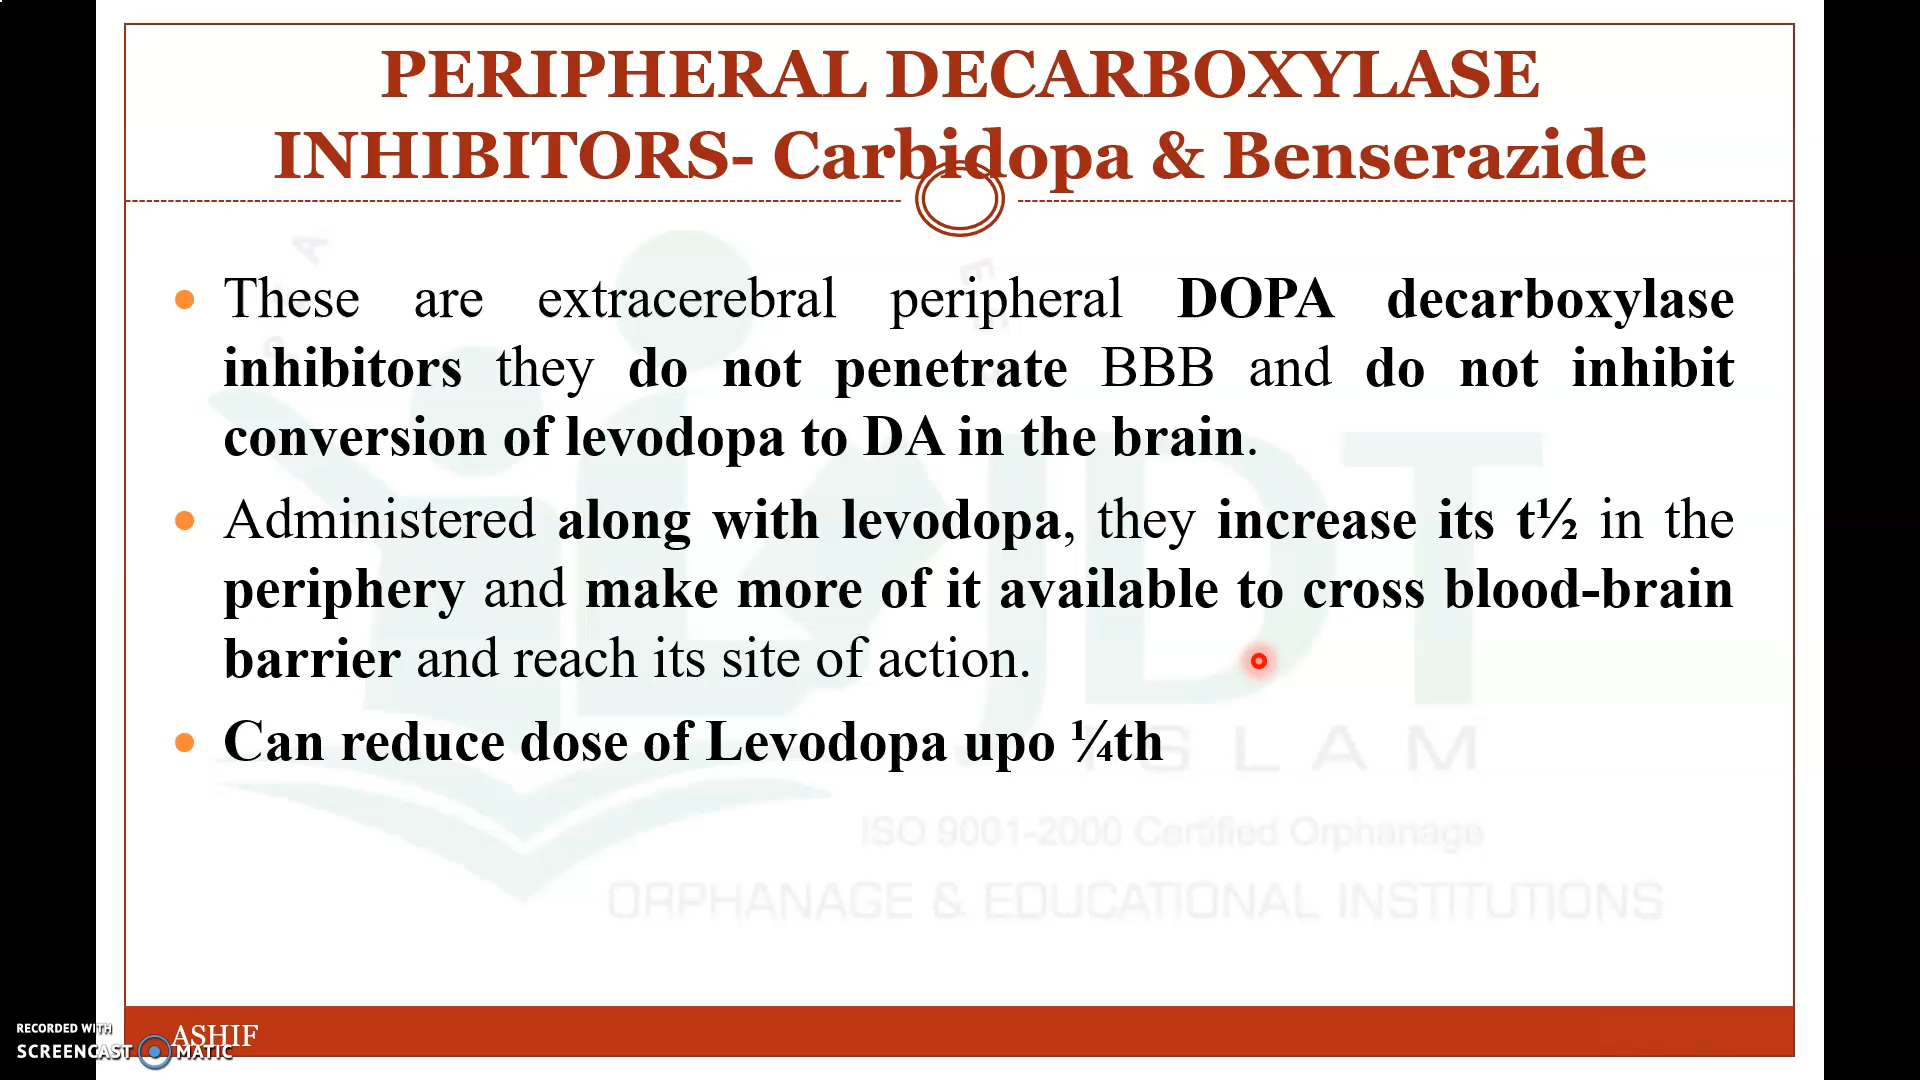 PERIPHERAL DECARBOXYLASE
INHIBITORS- Carbidopa & Benserazide
• These are extracerebral peripheral DOPA decarboxylase
inhibitors they do not penetrate BBB and do not inhibit
conversion of levodopa to DA in the brain.
• Administered along with levodopa, they increase its t½ in the
periphery and make more of it available to cross blood-brain
barrier and reach its site of action.
• Can reduce dose of Levodopa upo ¼th
JDT
ISLAM
ISO 9001-2000 Certified Orphanage
ORPHANAGE & EDUCATIONAL INSTITUTIONS
ASHIF
RECORDED WITH
SCREENCAST MATIC